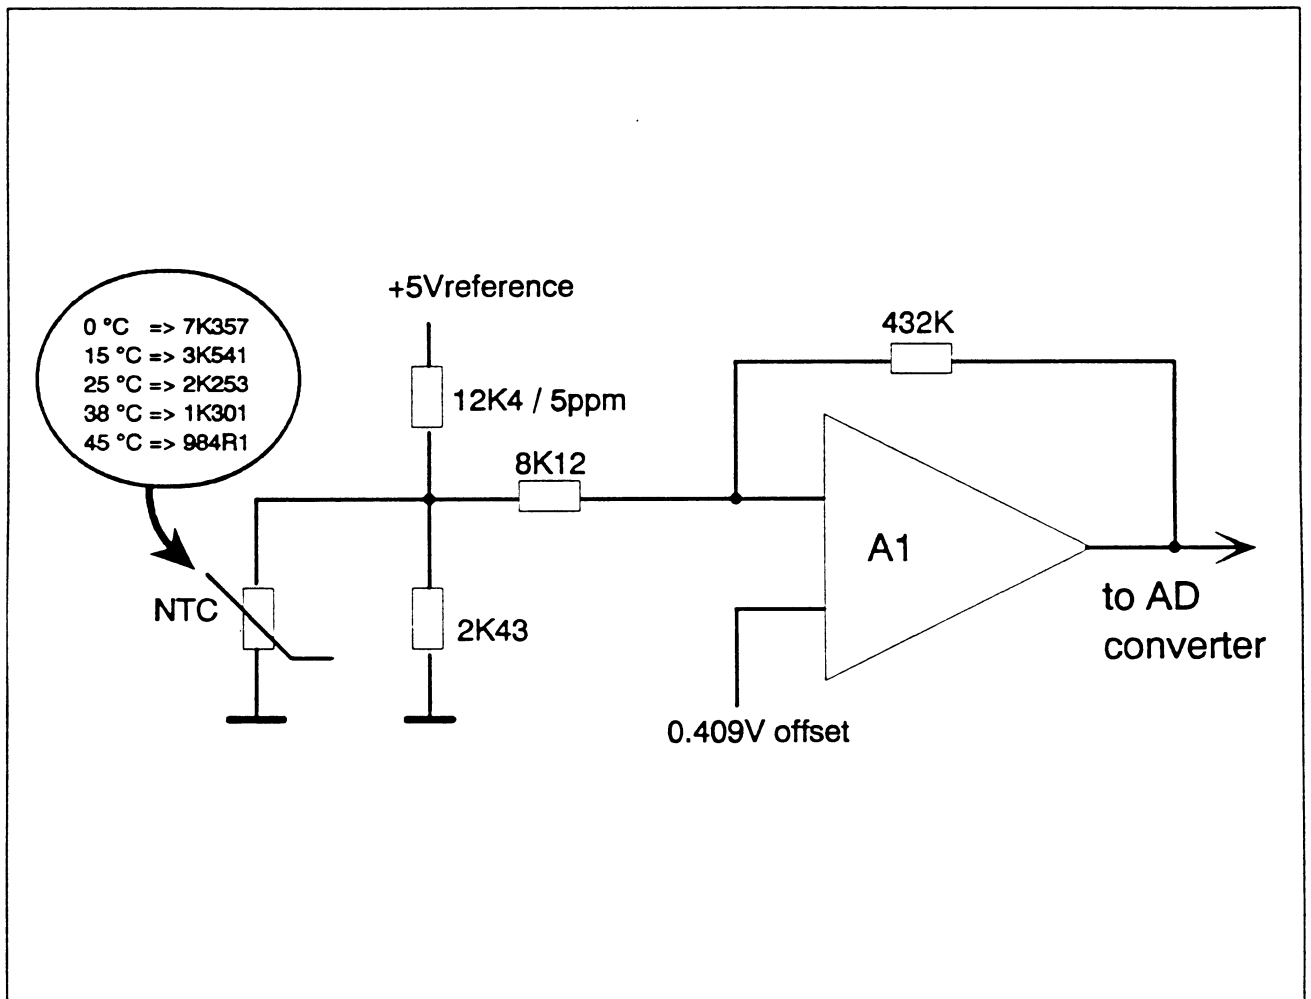 +5Vreference
432K
0 °C => 7K357
15 °C => 3K541
25 °C => 2K253
38 °C => 1K301
45 °C => 984R1
12K4 / 5ppm
8K12
A1
NTC
2K43
to AD
converter
0.409V offset